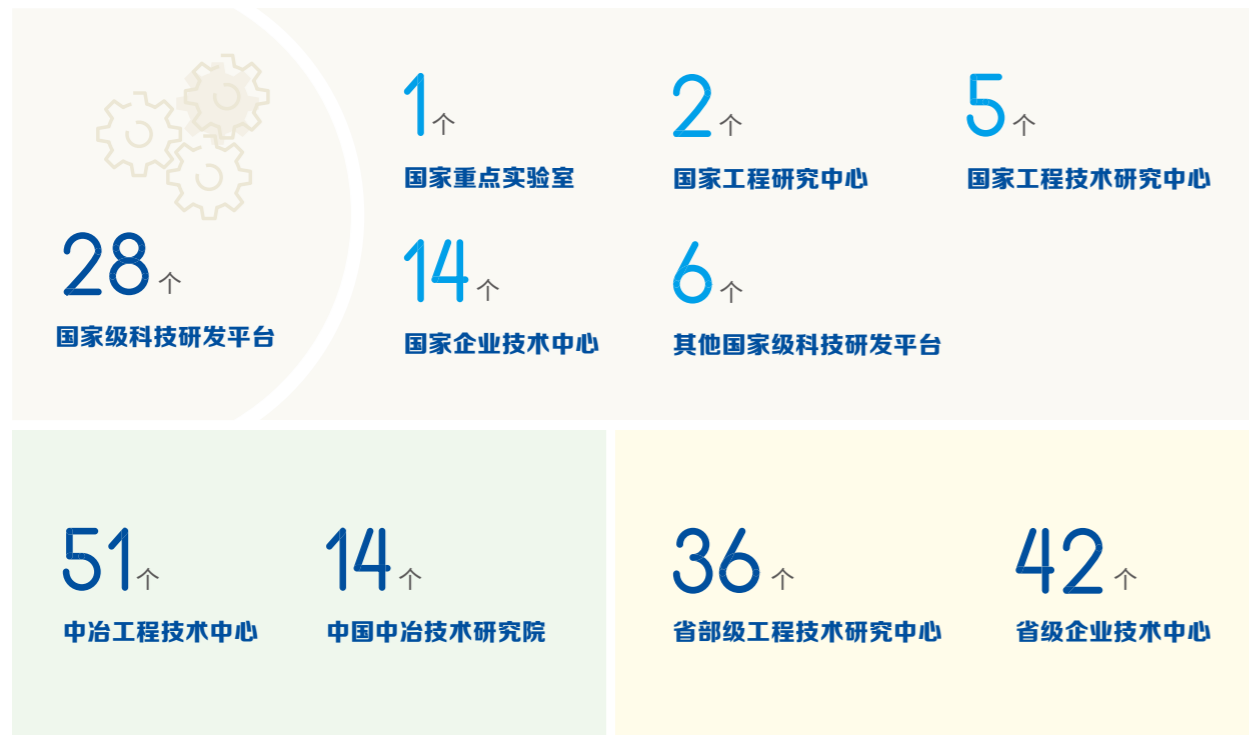 28个
国家级科技研发平台
1个
国家重点实验室
2个
国家工程研究中心
5个
国家工程技术研究中心
14个
国家企业技术中心
6个
其他国家级科技研发平台
51个
中冶工程技术中心
14个
中国中冶技术研究院
36个
省部级工程技术研究中心
42个
省级企业技术中心